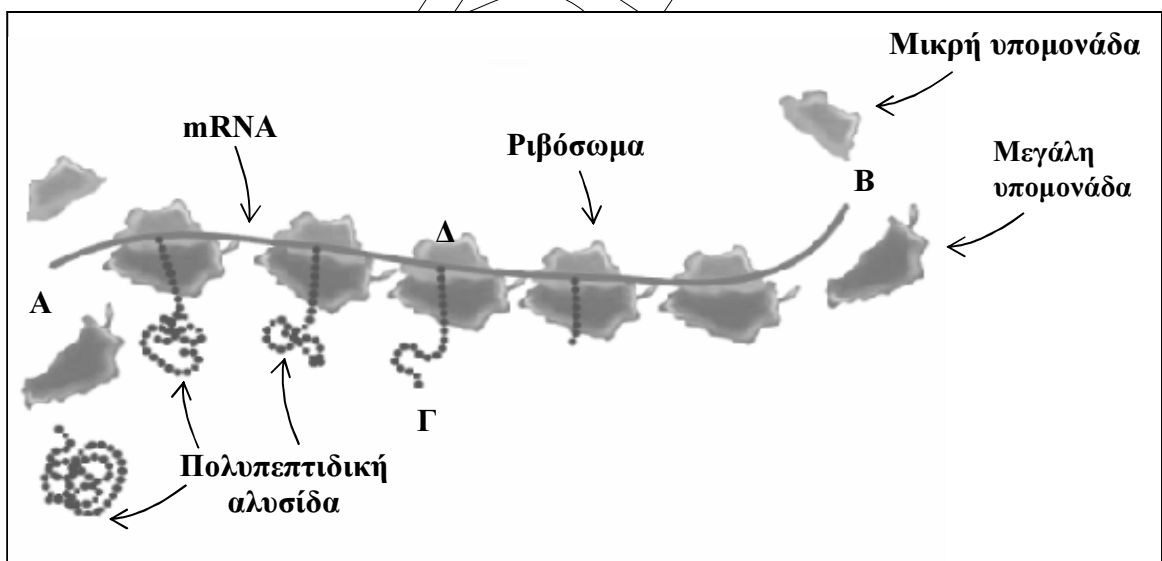 Μικρή υπομονάδα
mRNA
Ριβόσωμα
Μεγάλη
υπομονάδα
Β
Δ
Α
Γ
Πολυπεπτιδική
αλυσίδα